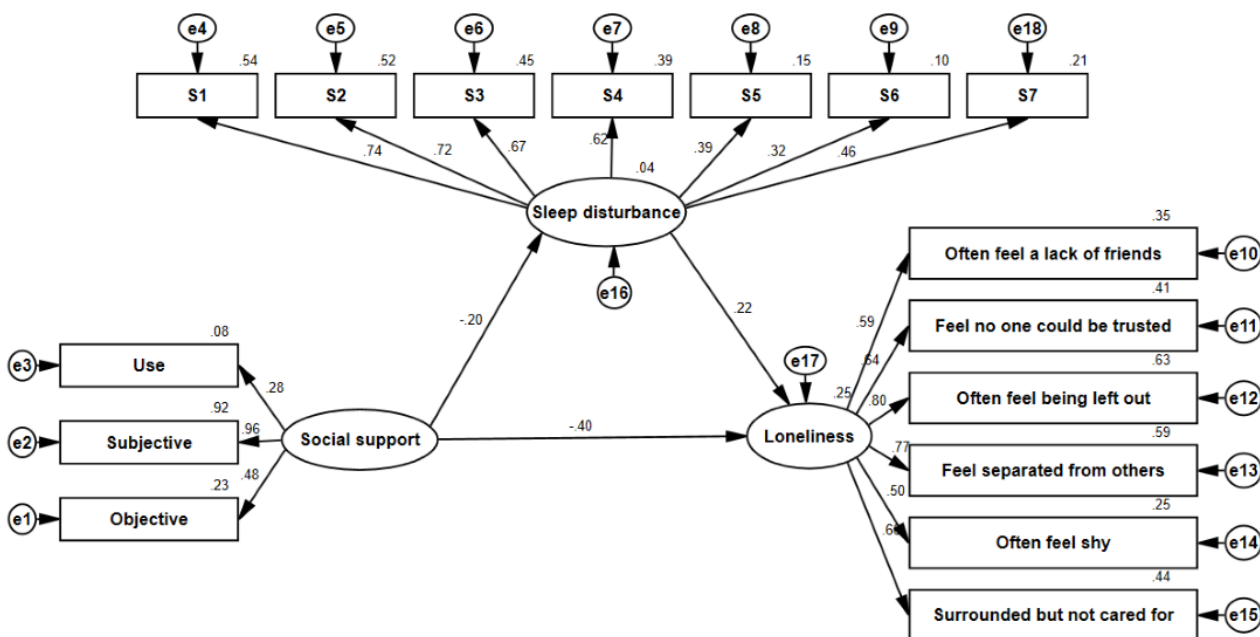 e4 e5 e6 e7 e8 e9 e18
.54 .52 .45 .39 .15 .10 .21
S1 S2 S3 S4 S5 S6 S7
.74 .72 .67 .62 .39 .32 .46
.04
Sleep disturbance
e16
-.20
.22
.35
Often feel a lack of friends
e10
.59
.41
Feel no one could be trusted
e11
.64
.63
Often feel being left out
e12
.80
.59
Feel separated from others
e13
.77
.25
Often feel shy
e14
.50
.44
Surrounded but not cared for
e15
e17
.25
Loneliness
-.40
Social support
.08
e3
Use
.28
.92
e2
Subjective
.96
.23
e1
Objective
.48